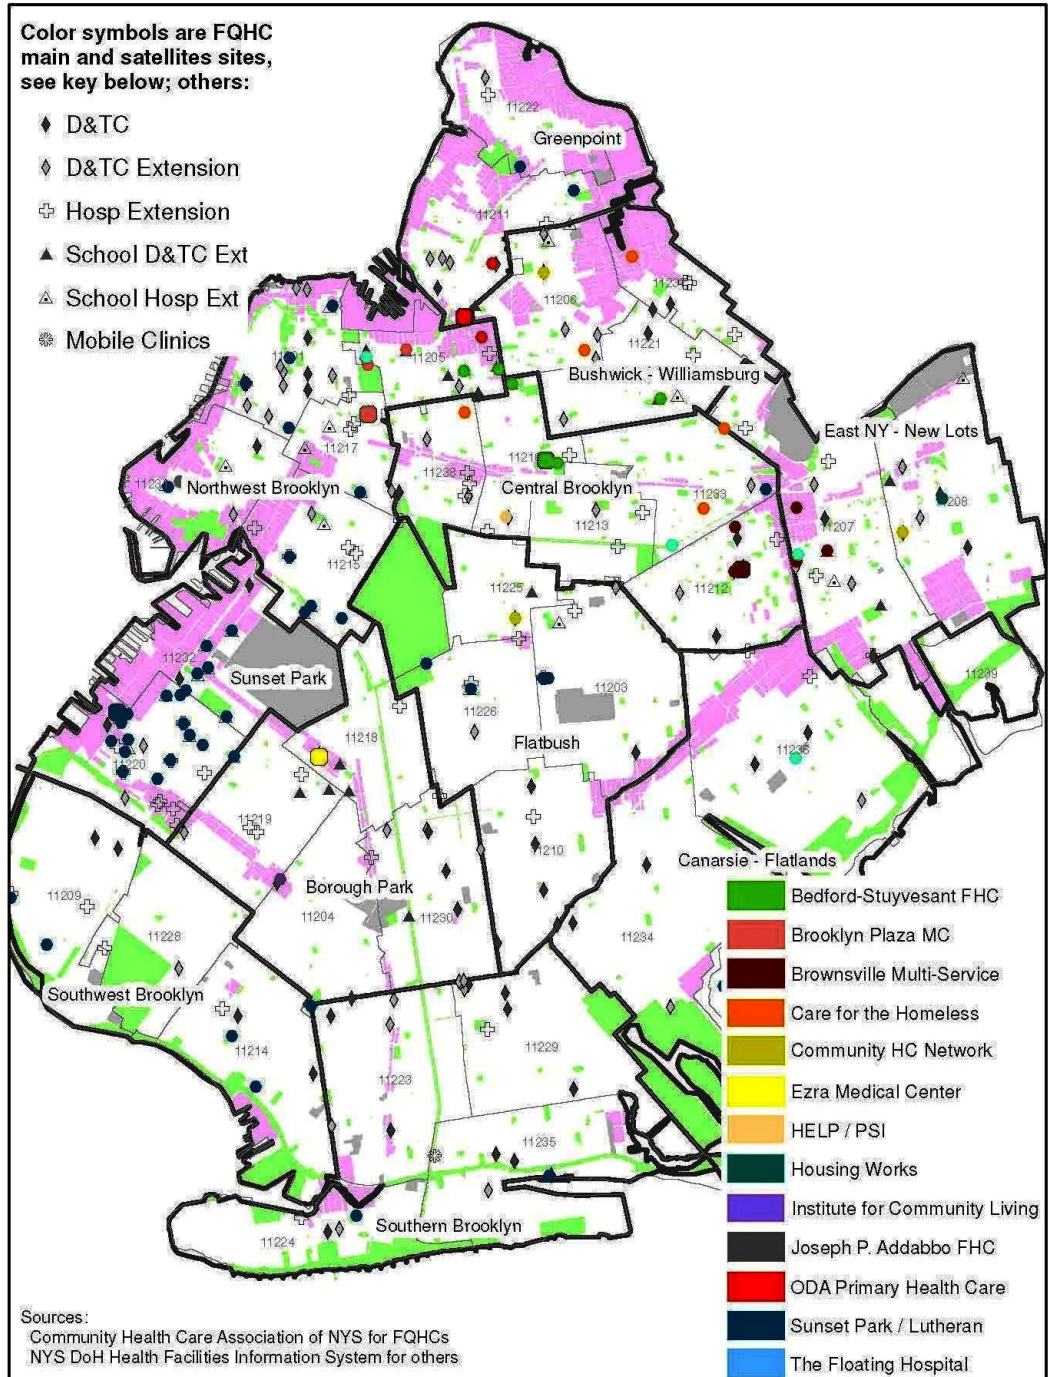 Color symbols are FQHC
main and satellites sites,
see key below; others:
D&TC
D&TC Extension
Hosp Extension
School D&TC Ext
School Hosp Ext
Mobile Clinics
11222
Greenpoint
11211
11206
11221
11205
Bushwick - Williamsburg
East NY - New Lots
11217
11238
Northwest Brooklyn
Central Brooklyn
11233
11208
11213
11207
11215
11225
11212
11232
Sunset Park
11239
11203
11226
11218
Flatbush
11236
11220
11219
11210
Canarsie - Flatlands
Borough Park
11209
11204
11230
11234
11228
Southwest Brooklyn
11214
11229
11223
11235
Southern Brooklyn
11224
Bedford-Stuyvesant FHC
Brooklyn Plaza MC
Brownsville Multi-Service
Care for the Homeless
Community HC Network
Ezra Medical Center
HELP / PSI
Housing Works
Institute for Community Living
Joseph P. Addabbo FHC
ODA Primary Health Care
Sunset Park / Lutheran
The Floating Hospital
Sources:
Community Health Care Association of NYS for FQHCs
NYS DoH Health Facilities Information System for others